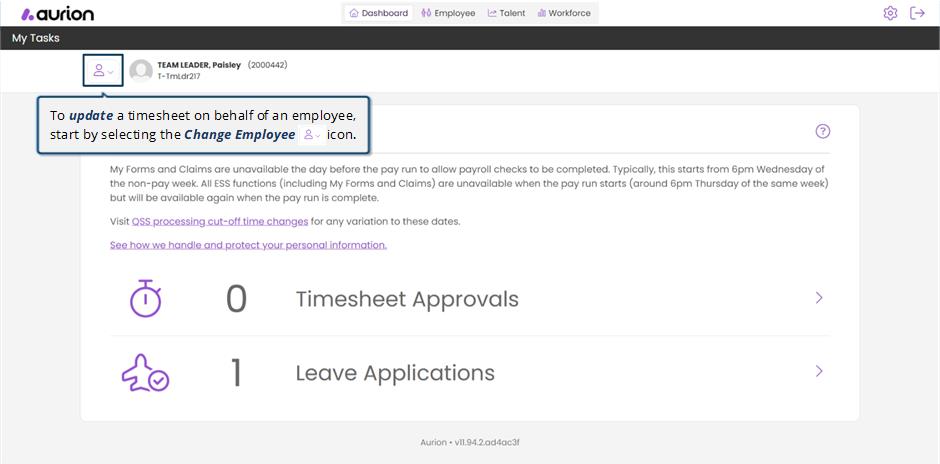 aurion
Dashboard Employee Talent Workforce
My Tasks
TEAM LEADER, Paisley (2000442)
T-TmLdr217
To update a timesheet on behalf of an employee,
start by selecting the Change Employee icon.
My Forms and Claims are unavailable the day before the pay run to allow payroll checks to be completed. Typically, this starts from 6pm Wednesday of
the non-pay week. All ESS functions (including My Forms and Claims) are unavailable when the pay run starts (around 6pm Thursday of the same week)
but will be available again when the pay run is complete.
Visit QSS processing cut-off time changes for any variation to these dates.
See how we handle and protect your personal information.
0 Timesheet Approvals
1 Leave Applications
Aurion • v11.94.2.ad4ac3f